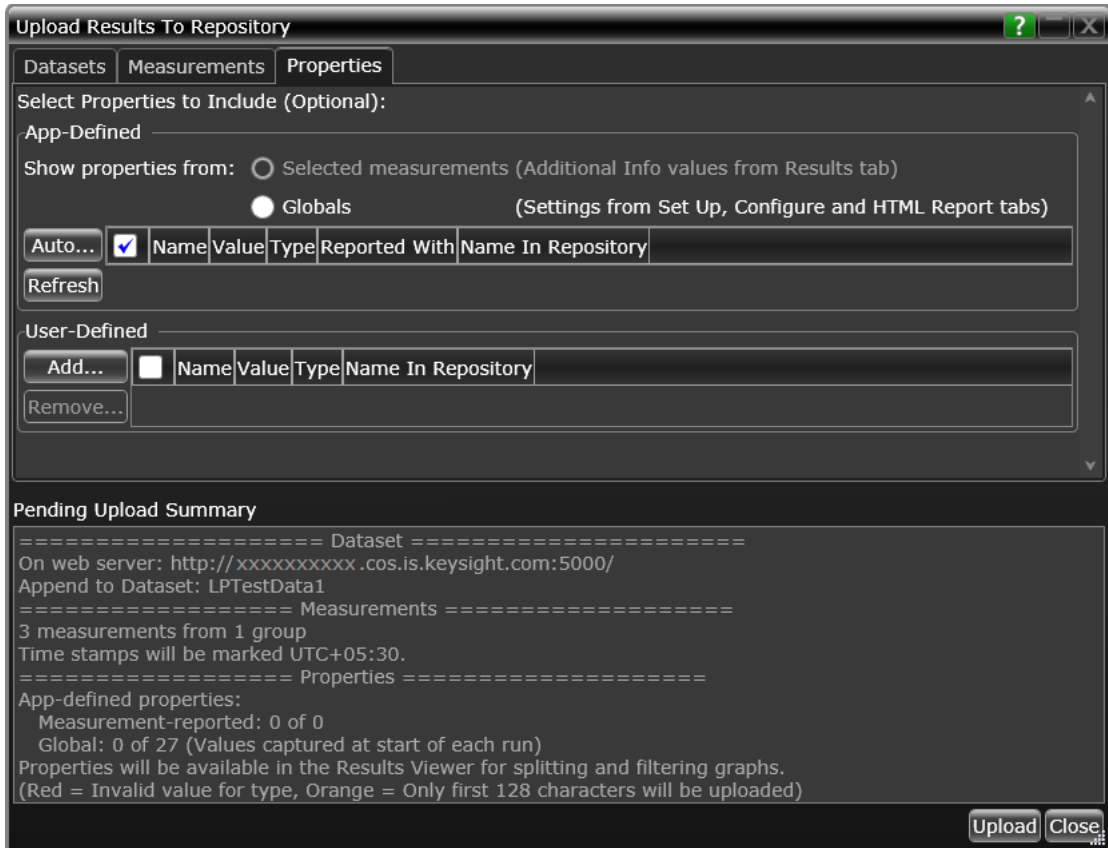 Upload Results To Repository
?
X
Datasets Measurements Properties
Select Properties to Include (Optional):
App-Defined
Show properties from: Selected measurements (Additional Info values from Results tab)
Globals (Settings from Set Up, Configure and HTML Report tabs)
Auto... Name Value Type Reported With Name In Repository
Refresh
User-Defined
Add... Name Value Type Name In Repository
Remove...
Pending Upload Summary
==================== Dataset ======================
On web server: http://xxxxxxxxxx.cos.is.keysight.com:5000/
Append to Dataset: LPTestData1
================== Measurements ===================
3 measurements from 1 group
Time stamps will be marked UTC+05:30.
================== Properties ====================
App-defined properties:
Measurement-reported: 0 of 0
Global: 0 of 27 (Values captured at start of each run)
Properties will be available in the Results Viewer for splitting and filtering graphs.
(Red = Invalid value for type, Orange = Only first 128 characters will be uploaded)
Upload Close